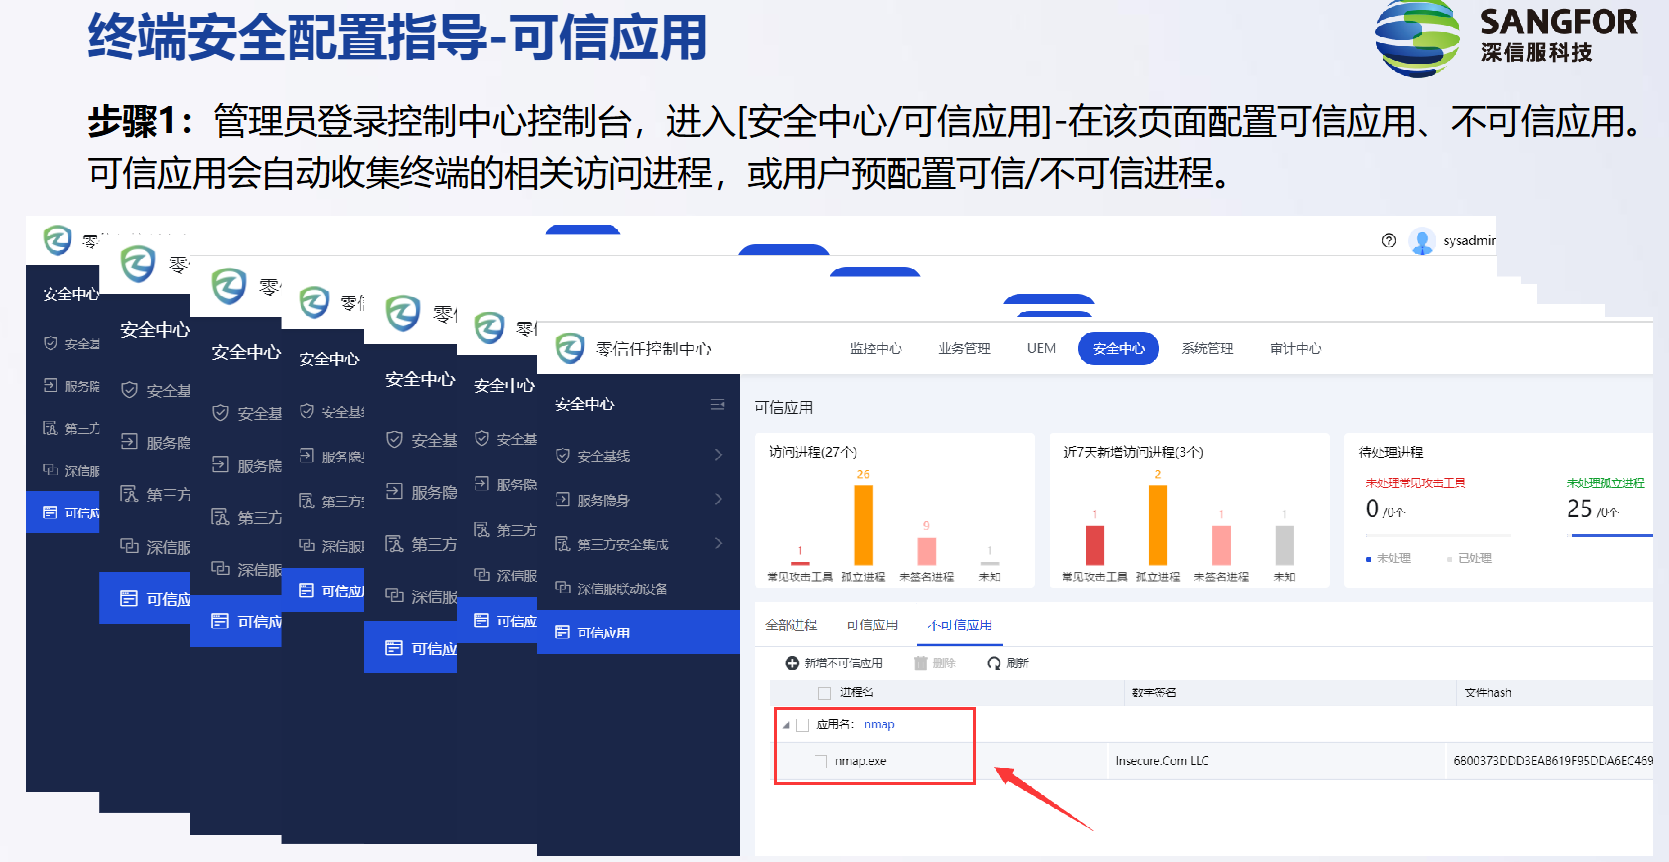 终端安全配置指导-可信应用
SANGFOR
深信服科技
步骤1：管理员登录控制中心控制台，进入[安全中心/可信应用]-在该页面配置可信应用、不可信应用。
可信应用会自动收集终端的相关访问进程，或用户预配置可信/不可信进程。
sysadmin
零信任控制中心
监控中心 业务管理 UEM 安全中心 系统管理 审计中心
安全中心
安全基线
服务隐身
第三方安全集成
深信服联动设备
可信应用
可信应用
访问进程(27个)
1 26 9 1
常见攻击工具 孤立进程 未签名进程 未知
近7天新增访问进程(3个)
1 2 1 1
常见攻击工具 孤立进程 未签名进程 未知
待处理进程
未处理常见攻击工具 未处理孤立进程
0 /0个 25 /0个
未处理 已处理
全部进程 可信应用 不可信应用
新增不可信应用 删除 刷新
进程名 数字签名 文件hash
应用名： nmap
nmap.exe Insecure.Com LLC 6800373DDD3EAB619F95DDA6EC469